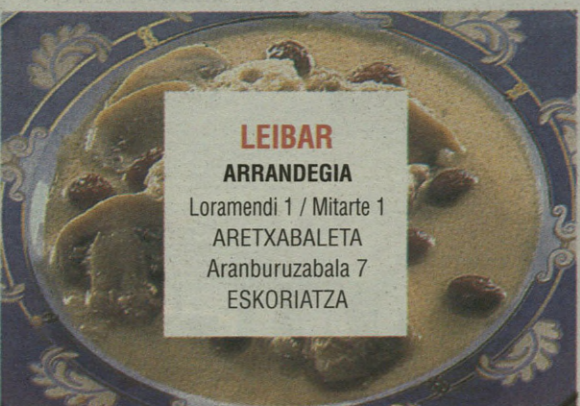 LEIBAR
ARRANDEGIA
Loramendi 1 / Mitarte 1
ARETXABALETA
Aranburuzabala 7
ESKORIATZA